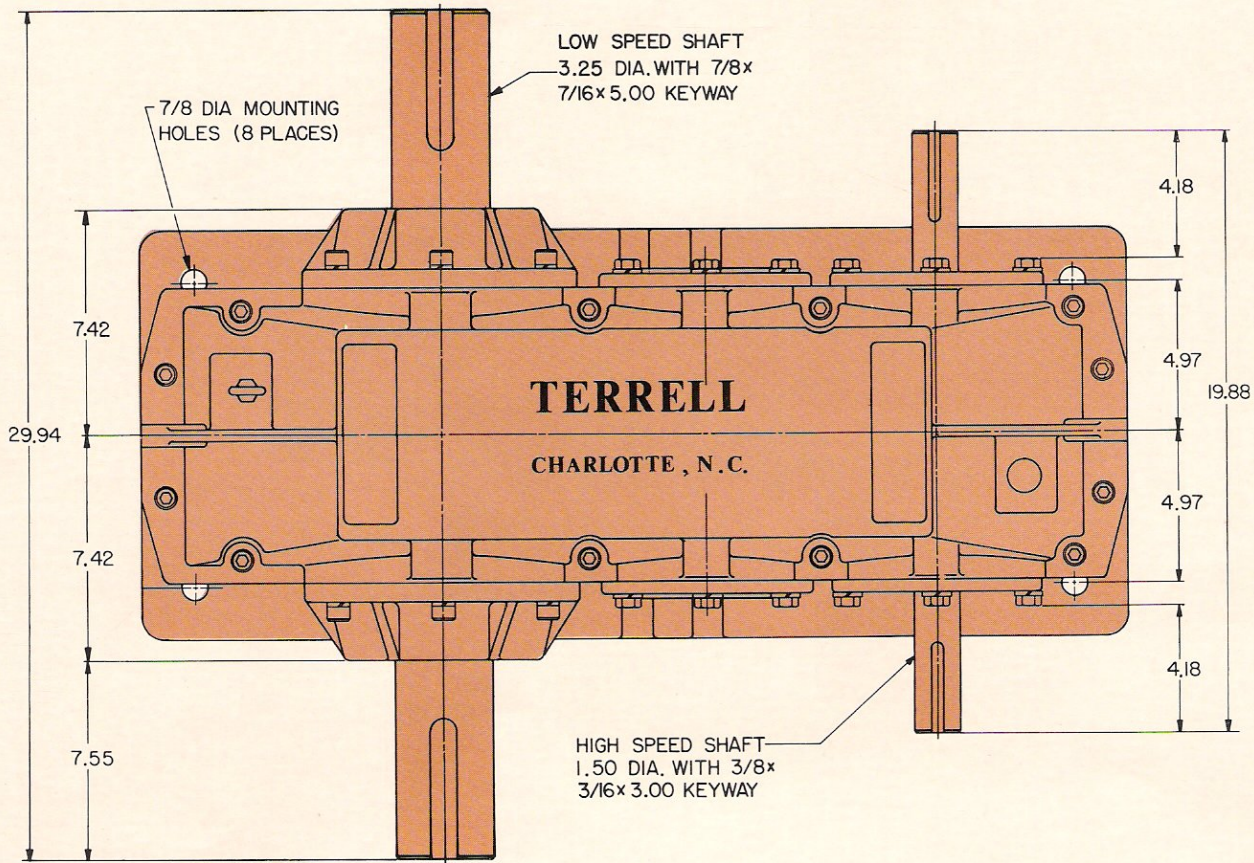 LOW SPEED SHAFT
3.25 DIA. WITH 7/8×
7/16×5.00 KEYWAY
7/8 DIA MOUNTING
HOLES (8 PLACES)
4.18
7.42
4.97
TERRELL
19.88
29.94
CHARLOTTE, N.C.
4.97
7.42
4.18
7.55
HIGH SPEED SHAFT
1.50 DIA. WITH 3/8×
3/16×3.00 KEYWAY